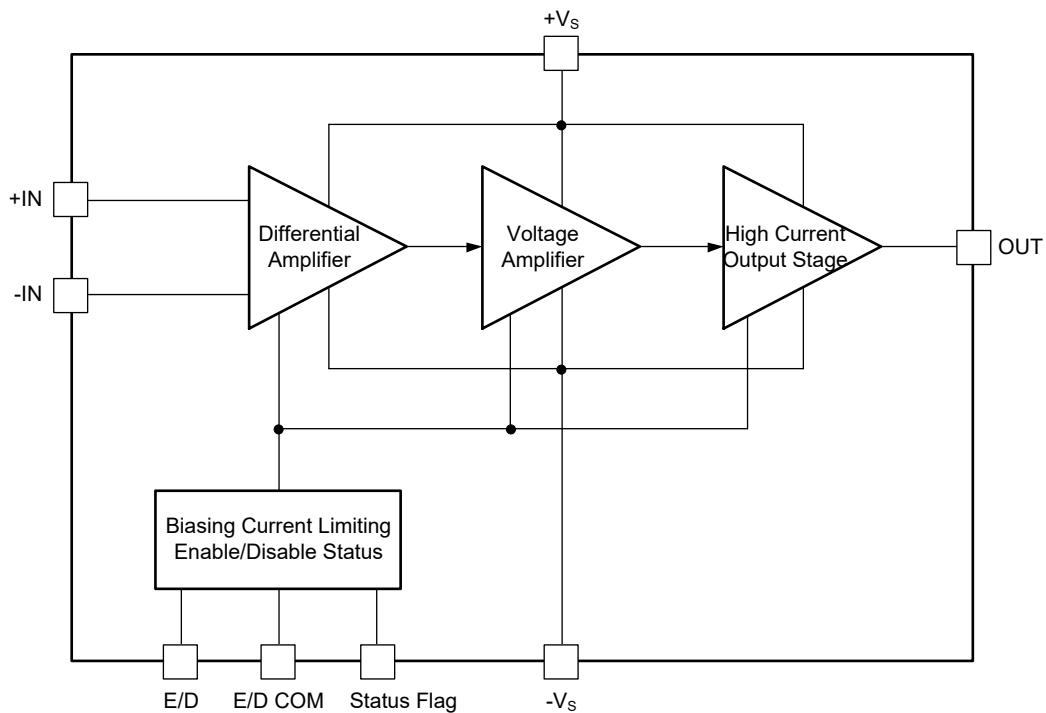 +VS
+IN
-IN
Differential
Amplifier
Voltage
Amplifier
High Current
Output Stage
OUT
Biasing Current Limiting
Enable/Disable Status
E/D
E/D COM
Status Flag
-VS